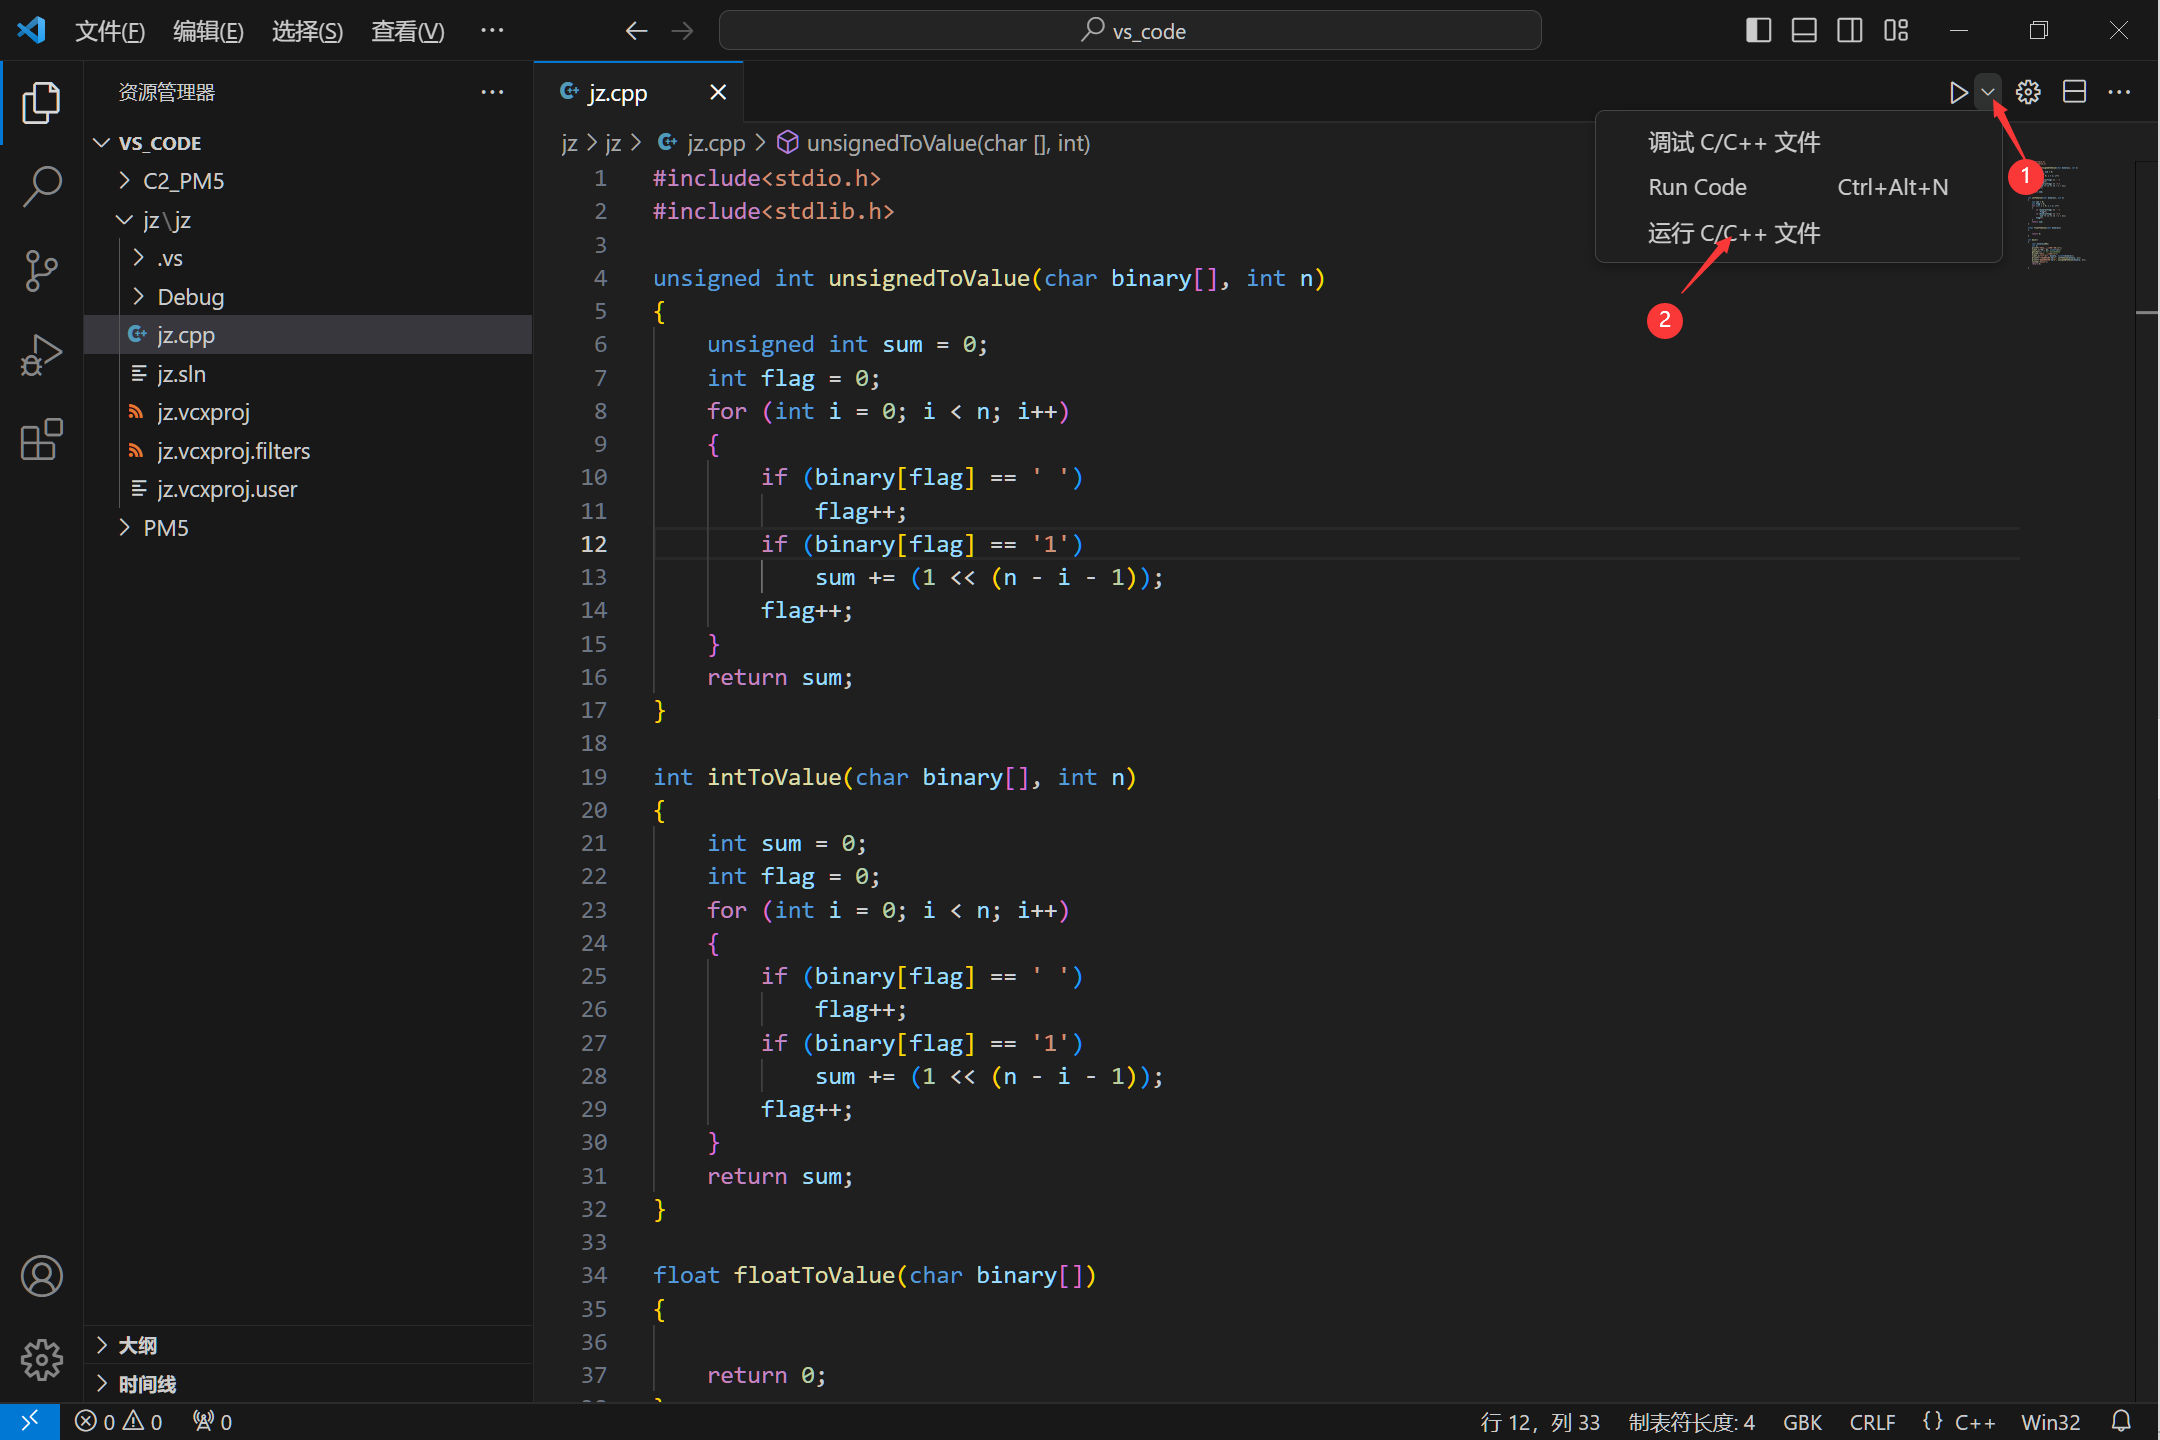 文件(F) 编辑(E) 选择(S) 查看(V) ··· vs_code
资源管理器 ···
VS_CODE
C2_PM5
jz\jz
.vs
Debug
jz.cpp
jz.sln
jz.vcxproj
jz.vcxproj.filters
jz.vcxproj.user
PM5
大纲
时间线
jz.cpp
jz > jz > jz.cpp > unsignedToValue(char [], int)
调试 C/C++ 文件
Run Code Ctrl+Alt+N
运行 C/C++ 文件
1
2
1 #include<stdio.h>
2 #include<stdlib.h>
3
4 unsigned int unsignedToValue(char binary[], int n)
5 {
6 unsigned int sum = 0;
7 int flag = 0;
8 for (int i = 0; i < n; i++)
9 {
10 if (binary[flag] == ' ')
11 flag++;
12 if (binary[flag] == '1')
13 sum += (1 << (n - i - 1));
14 flag++;
15 }
16 return sum;
17 }
18
19 int intToValue(char binary[], int n)
20 {
21 int sum = 0;
22 int flag = 0;
23 for (int i = 0; i < n; i++)
24 {
25 if (binary[flag] == ' ')
26 flag++;
27 if (binary[flag] == '1')
28 sum += (1 << (n - i - 1));
29 flag++;
30 }
31 return sum;
32 }
33
34 float floatToValue(char binary[])
35 {
36
37 return 0;
0 0 0 行 12，列 33 制表符长度: 4 GBK CRLF {} C++ Win32